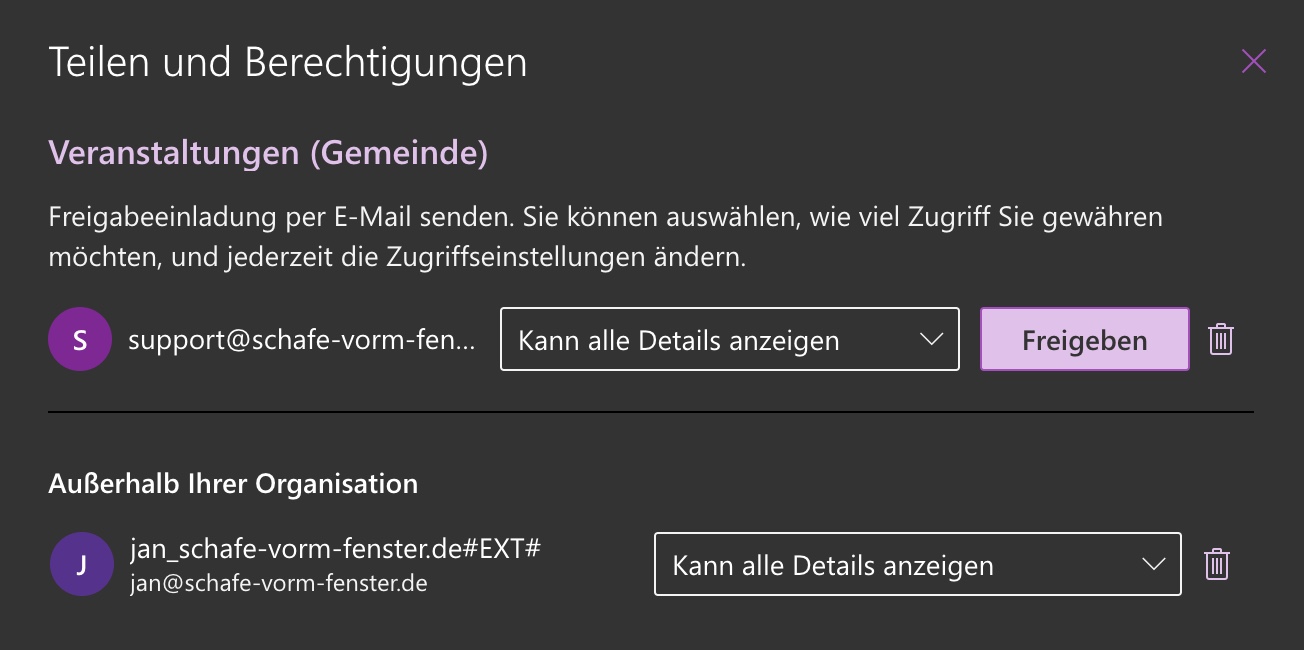 Teilen und Berechtigungen
Veranstaltungen (Gemeinde)
Freigabeeinladung per E-Mail senden. Sie können auswählen, wie viel Zugriff Sie gewähren
möchten, und jederzeit die Zugriffseinstellungen ändern.
S support@schafe-vorm-fen... Kann alle Details anzeigen Freigeben
Außerhalb Ihrer Organisation
J jan_schafe-vorm-fenster.de#EXT# Kann alle Details anzeigen
jan@schafe-vorm-fenster.de